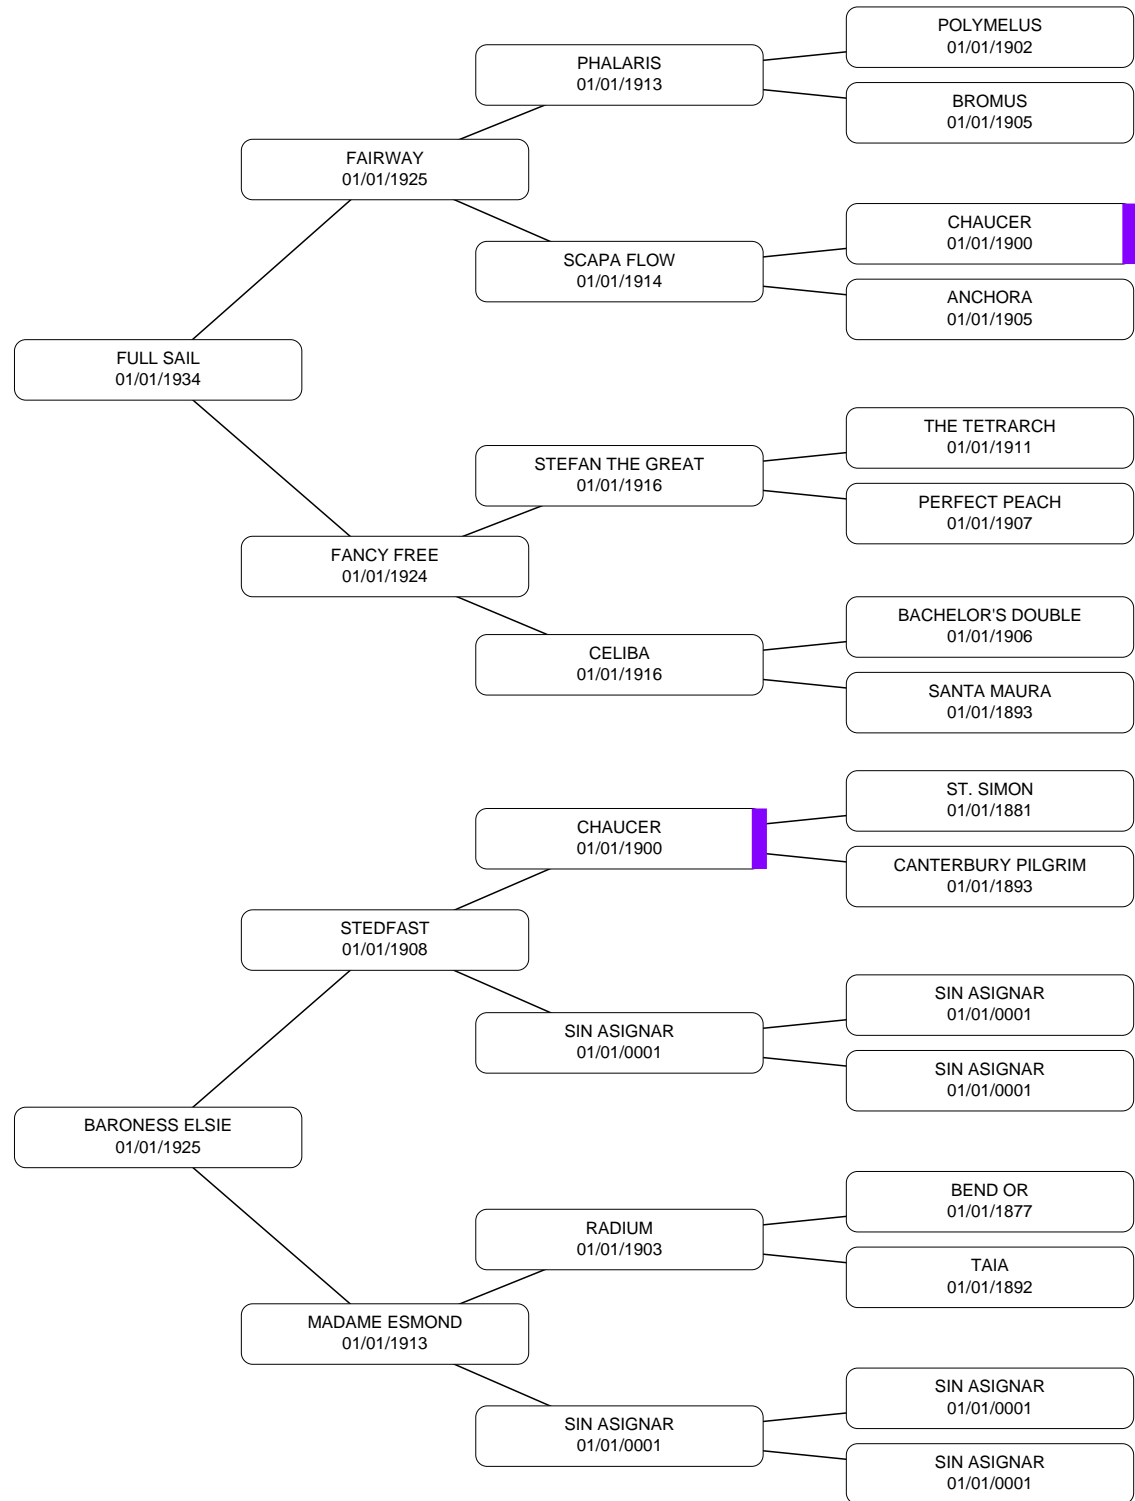 POLYMELUS
01/01/1902
PHALARIS
01/01/1913
BROMUS
01/01/1905
FAIRWAY
01/01/1925
CHAUCER
01/01/1900
SCAPA FLOW
01/01/1914
ANCHORA
01/01/1905
FULL SAIL
01/01/1934
THE TETRARCH
01/01/1911
STEFAN THE GREAT
01/01/1916
PERFECT PEACH
01/01/1907
FANCY FREE
01/01/1924
BACHELOR'S DOUBLE
01/01/1906
CELIBA
01/01/1916
SANTA MAURA
01/01/1893
ST. SIMON
01/01/1881
CHAUCER
01/01/1900
CANTERBURY PILGRIM
01/01/1893
STEDFAST
01/01/1908
SIN ASIGNAR
01/01/0001
SIN ASIGNAR
01/01/0001
SIN ASIGNAR
01/01/0001
BARONESS ELSIE
01/01/1925
BEND OR
01/01/1877
RADIUM
01/01/1903
TAIA
01/01/1892
MADAME ESMOND
01/01/1913
SIN ASIGNAR
01/01/0001
SIN ASIGNAR
01/01/0001
SIN ASIGNAR
01/01/0001